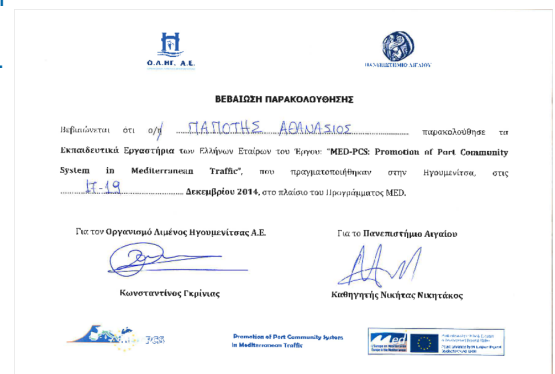 Ο.Λ.ΗΓ. Α.Ε.
ΠΑΝΕΠΙΣΤΗΜΙΟ ΑΙΓΑΙΟΥ
ΒΕΒΑΙΩΣΗ ΠΑΡΑΚΟΛΟΥΘΗΣΗΣ
Βεβαιώνεται ότι ο/η ΠΑΠΟΤΗΣ ΑΘΑΝΑΣΙΟΣ παρακολούθησε τα
Εκπαιδευτικά Εργαστήρια των Ελλήνων Εταίρων του Έργου: "MED-PCS: Promotion of Port Community
System in Mediterranean Traffic", που πραγματοποιήθηκαν στην Ηγουμενίτσα, στις
17-19 Δεκεμβρίου 2014, στο πλαίσιο του Προγράμματος MED.
Για τον Οργανισμό Λιμένος Ηγουμενίτσας Α.Ε.
Για το Πανεπιστήμιο Αιγαίου
Κωνσταντίνος Γκρίνιας
Καθηγητής Νικήτας Νικητάκος
Promotion of Port Community System
in Mediterranean Traffic
med